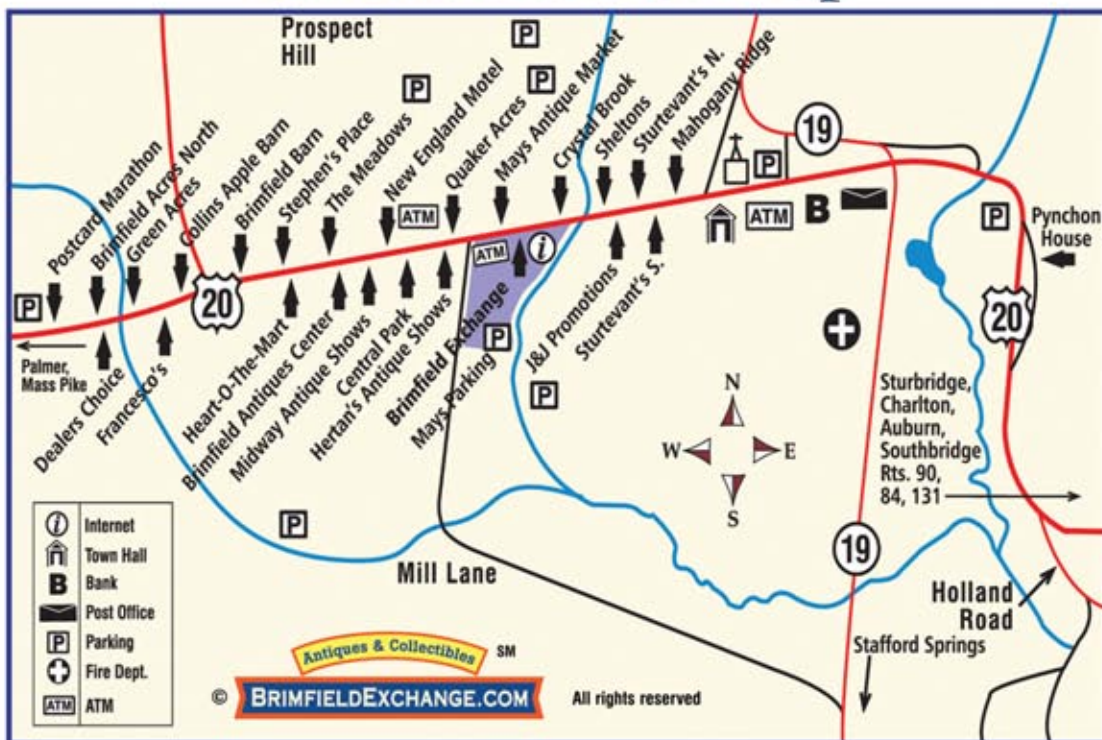 Prospect
Hill
Postcard Marathon
Brimfield Acres North
Green Acres
Collins Apple Barn
Brimfield Barn
Stephen's Place
The Meadows
New England Motel
Quaker Acres
Mays Antique Market
Crystal Brook
Sheltons
Sturtevant's N.
Mahogany Ridge
P
P
P
P
P
ATM
ATM
i
P
19
ATM
B
P
Pynchon
House
20
20
Palmer,
Mass Pike
Dealers Choice
Francesco's
Heart-O-The-Mart
Brimfield Antiques Center
Midway Antique Shows
Central Park
Hertan's Antique Shows
Brimfield Exchange
Mays Parking
P
J&J Promotions
Sturtevant's S.
P
N
W
E
S
Sturbridge,
Charlton,
Auburn,
Southbridge
Rts. 90,
84, 131
P
19
Mill Lane
Holland
Road
Stafford Springs
i Internet
Town Hall
B Bank
Post Office
P Parking
Fire Dept.
ATM ATM
Antiques & Collectibles SM
© BRIMFIELDEXCHANGE.COM
All rights reserved